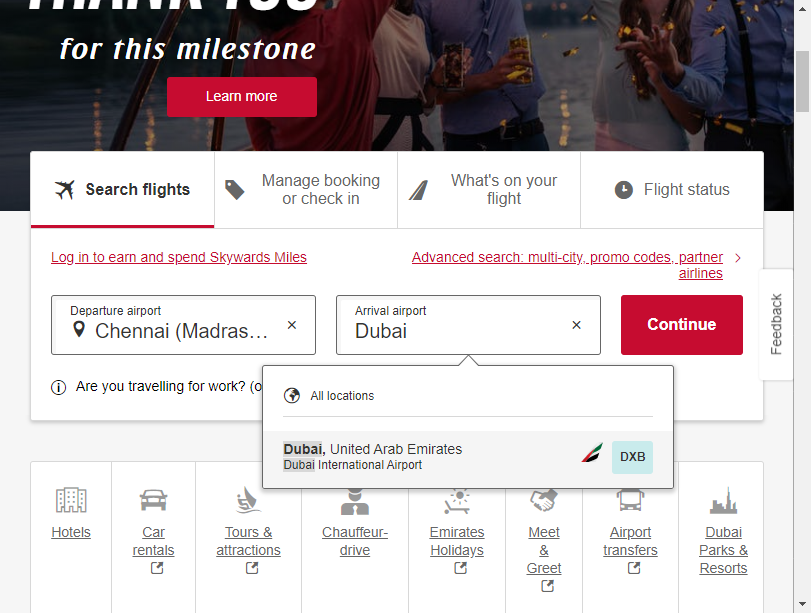 THANK YOU
for this milestone
Learn more
Search flights
Manage booking
or check in
What's on your
flight
Flight status
Log in to earn and spend Skywards Miles
Advanced search: multi-city, promo codes, partner
airlines
Departure airport
Chennai (Madras...
Arrival airport
Dubai
Continue
Feedback
Are you travelling for work? (o
All locations
Dubai, United Arab Emirates
Dubai International Airport
DXB
Hotels
Car
rentals
Tours &
attractions
Chauffeur-
drive
Emirates
Holidays
Meet
&
Greet
Airport
transfers
Dubai
Parks &
Resorts